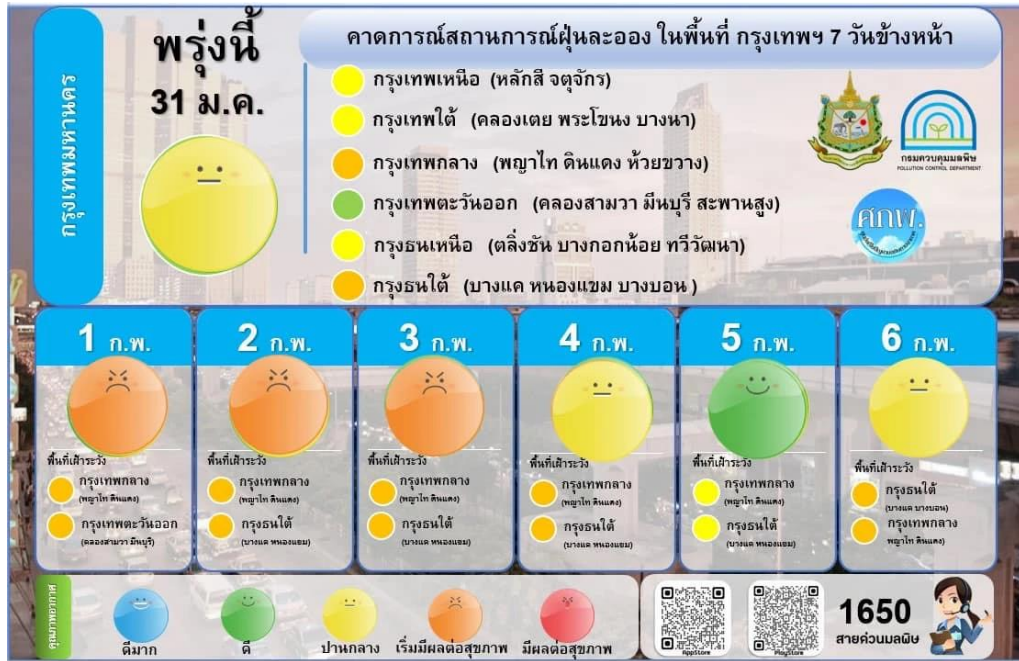 กรุงเทพมหานคร
พรุ่งนี้
31 ม.ค.
คาดการณ์สถานการณ์ฝุ่นละออง ในพื้นที่ กรุงเทพฯ 7 วันข้างหน้า
กรุงเทพเหนือ (หลักสี่ จตุจักร)
กรุงเทพใต้ (คลองเตย พระโขนง บางนา)
กรุงเทพกลาง (พญาไท ดินแดง ห้วยขวาง)
กรุงเทพตะวันออก (คลองสามวา มีนบุรี สะพานสูง)
กรุงธนเหนือ (ตลิ่งชัน บางกอกน้อย ทวีวัฒนา)
กรุงธนใต้ (บางแค หนองแขม บางบอน )
กรมควบคุมมลพิษ
POLLUTION CONTROL DEPARTMENT
ศกพ.
1 ก.พ.
พื้นที่เฝ้าระวัง
กรุงเทพกลาง
(พญาไท ดินแดง)
กรุงเทพตะวันออก
(คลองสามวา มีนบุรี)
2 ก.พ.
พื้นที่เฝ้าระวัง
กรุงเทพกลาง
(พญาไท ดินแดง)
กรุงธนใต้
(บางแค หนองแขม)
3 ก.พ.
พื้นที่เฝ้าระวัง
กรุงเทพกลาง
(พญาไท ดินแดง)
กรุงธนใต้
(บางแค หนองแขม)
4 ก.พ.
พื้นที่เฝ้าระวัง
กรุงเทพกลาง
(พญาไท ดินแดง)
กรุงธนใต้
(บางแค หนองแขม)
5 ก.พ.
พื้นที่เฝ้าระวัง
กรุงเทพกลาง
(พญาไท ดินแดง)
กรุงธนใต้
(บางแค หนองแขม)
6 ก.พ.
พื้นที่เฝ้าระวัง
กรุงธนใต้
(บางแค บางบอน)
กรุงเทพกลาง
พญาไท ดินแดง)
คุณภาพอากาศ
ดีมาก
ดี
ปานกลาง
เริ่มมีผลต่อสุขภาพ
มีผลต่อสุขภาพ
AppStore
PlayStore
1650
สายด่วนมลพิษ